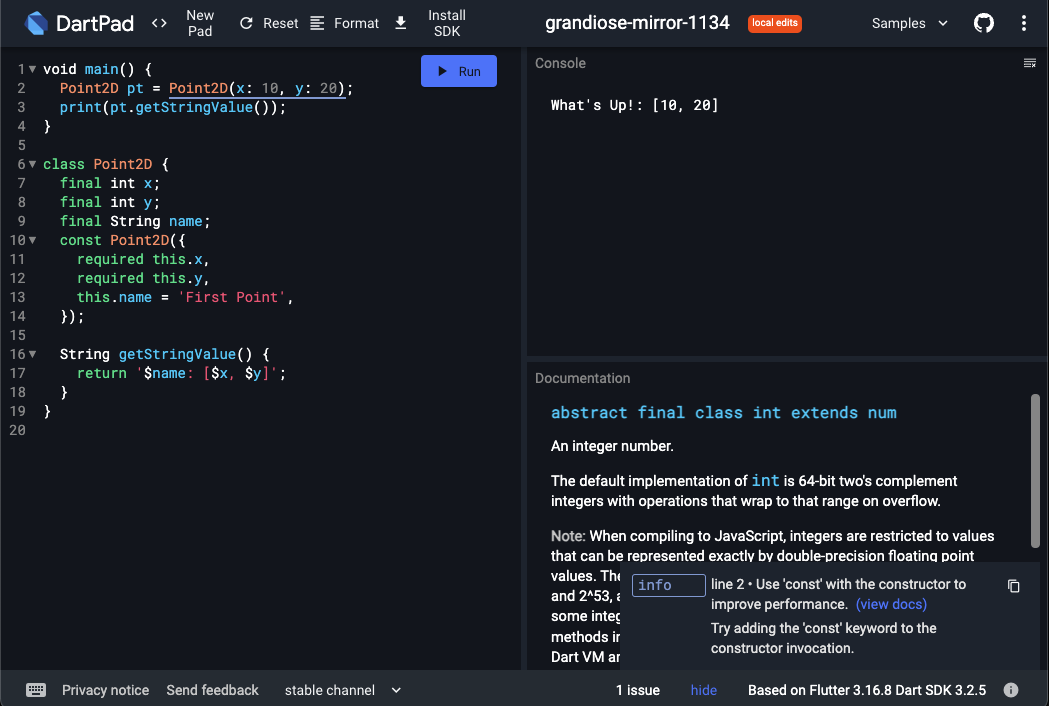 DartPad
<> New Pad
Reset
Format
Install SDK
grandiose-mirror-1134
local edits
Samples
Run
1 void main() {
2   Point2D pt = Point2D(x: 10, y: 20);
3   print(pt.getStringValue());
4 }
5
6 class Point2D {
7   final int x;
8   final int y;
9   final String name;
10   const Point2D({
11     required this.x,
12     required this.y,
13     this.name = 'First Point',
14   });
15
16   String getStringValue() {
17     return '$name: [$x, $y]';
18   }
19 }
20
Console
What's Up!: [10, 20]
Documentation
abstract final class int extends num
An integer number.
The default implementation of int is 64-bit two's complement
integers with operations that wrap to that range on overflow.
Note: When compiling to JavaScript, integers are restricted to values
that can be represented exactly by double-precision floating point
values. The
and 2^53, a
some integ
methods in
Dart VM an
info
line 2 • Use 'const' with the constructor to
improve performance. (view docs)
Try adding the 'const' keyword to the
constructor invocation.
Privacy notice
Send feedback
stable channel
1 issue
hide
Based on Flutter 3.16.8 Dart SDK 3.2.5